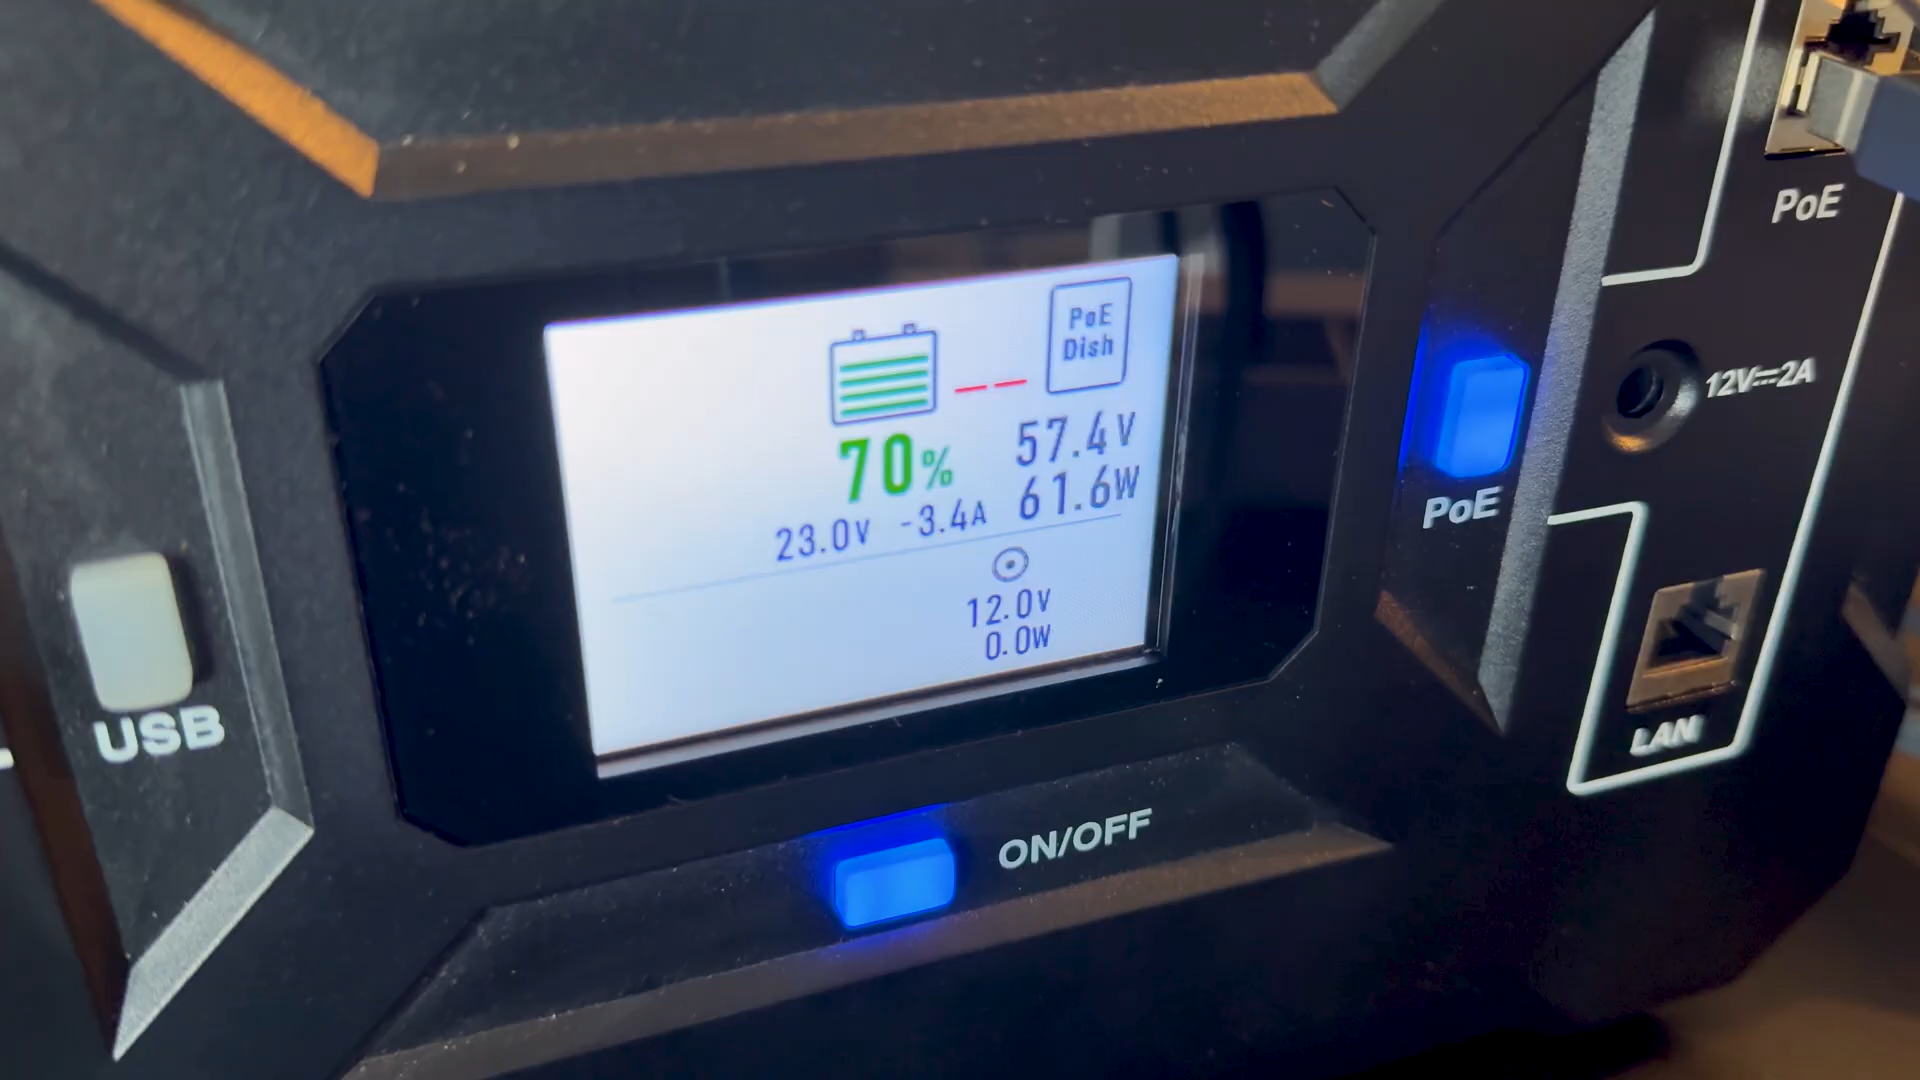 PoE
Dish
70%
57.4V
23.0V -3.4A
61.6W
12.0V
0.0W
USB
ON/OFF
PoE
PoE
12V⎓2A
LAN